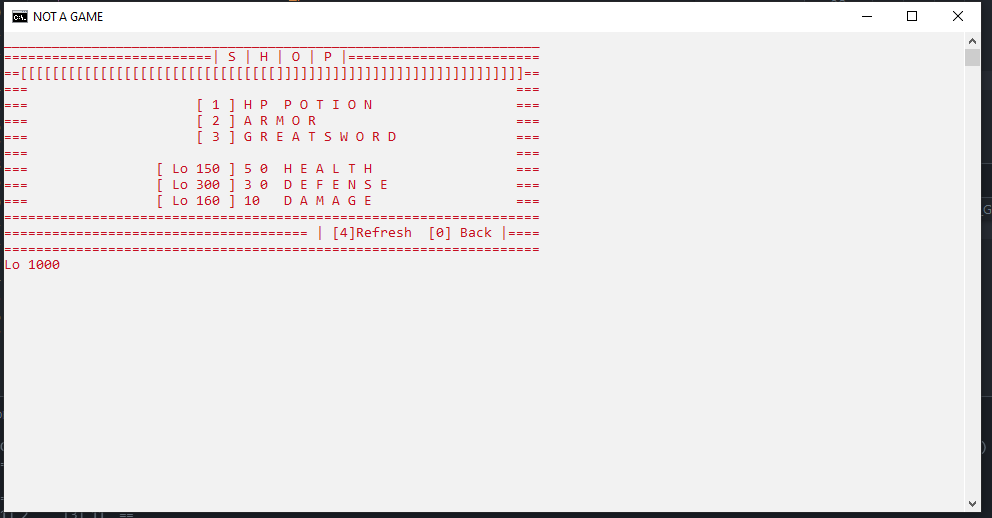 NOT A GAME
___________________________________________________________________
==========================| S | H | O | P |========================
==[[[[[[[[[[[[[[[[[[[[[[[[[[[[[[[[]]]]]]]]]]]]]]]]]]]]]]]]]]]]]]]==
=== ===
=== [ 1 ] H P P O T I O N ===
=== [ 2 ] A R M O R ===
=== [ 3 ] G R E A T S W O R D ===
=== ===
=== [ Lo 150 ] 5 0 H E A L T H ===
=== [ Lo 300 ] 3 0 D E F E N S E ===
=== [ Lo 160 ] 10 D A M A G E ===
===================================================================
====================================== | [4]Refresh [0] Back |====
===================================================================
Lo 1000